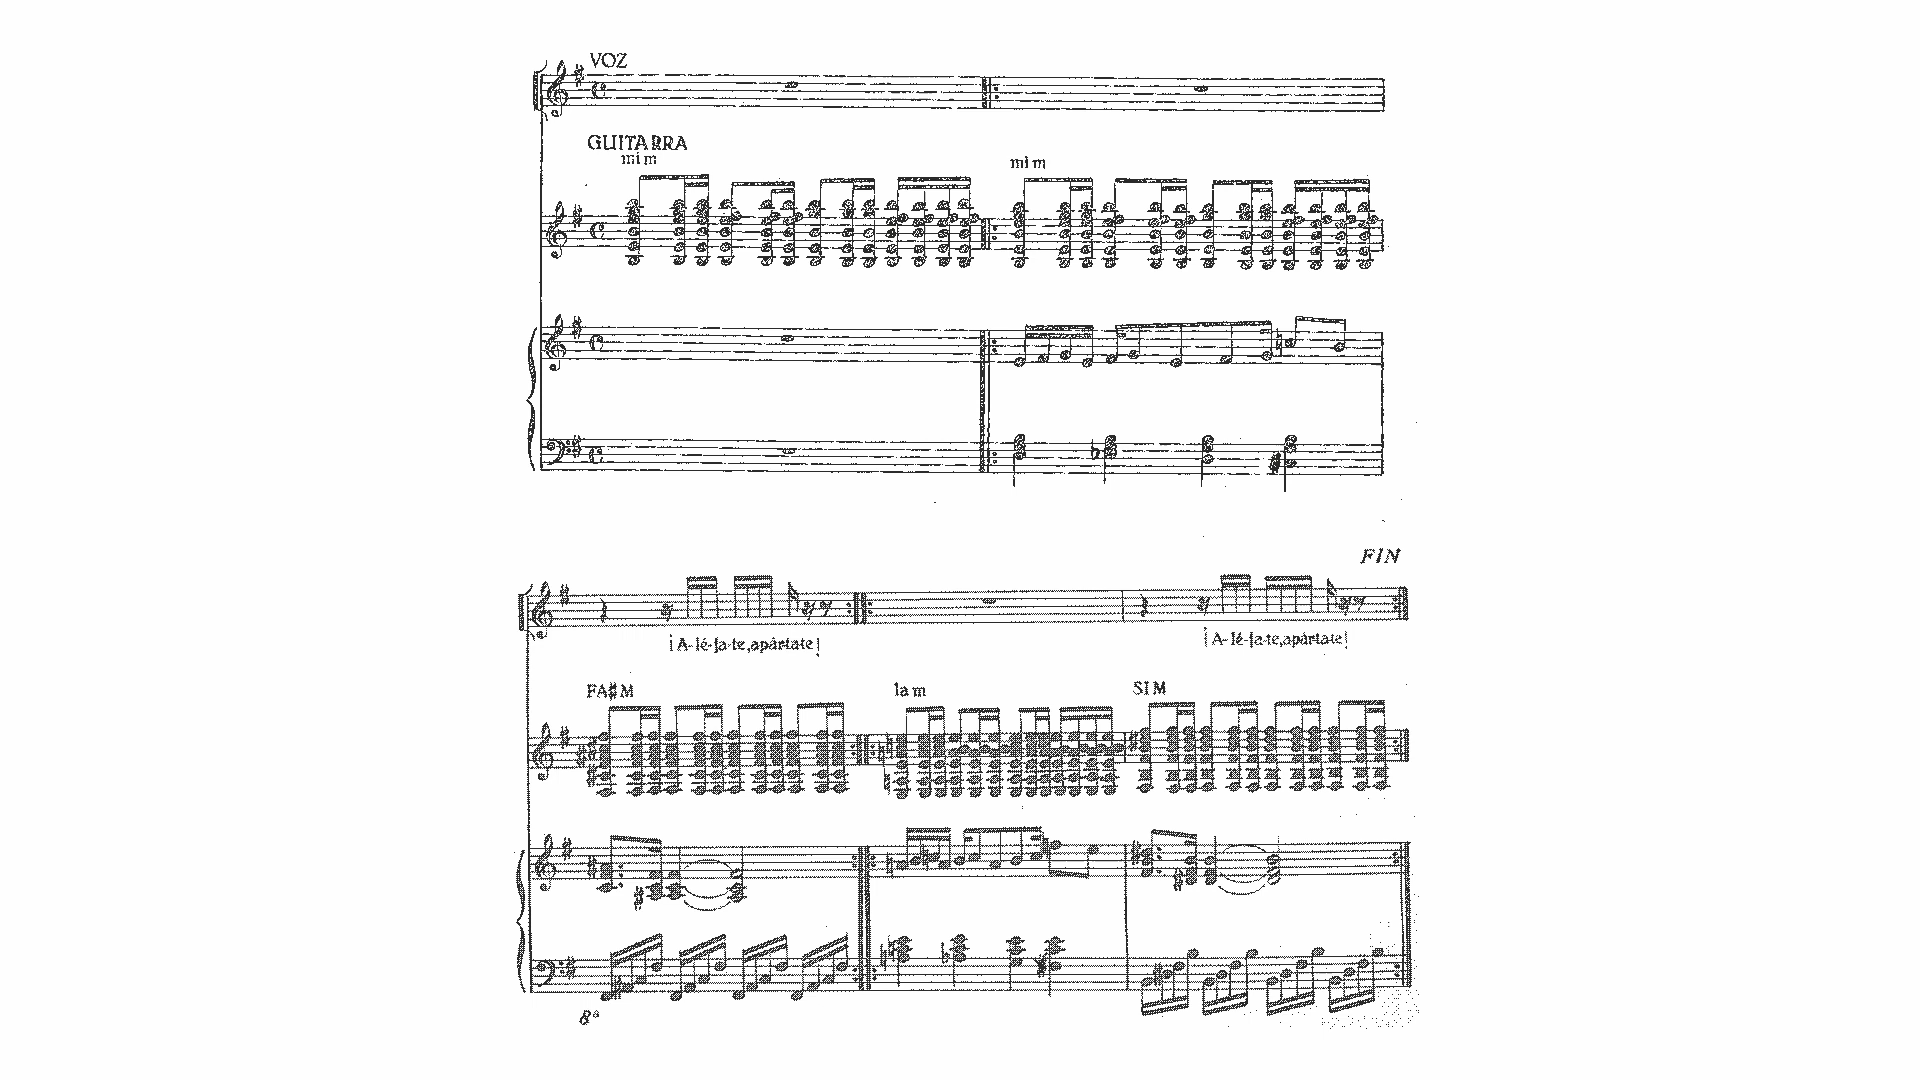 VOZ
GUITARRA
mi m
mi m
FIN
¡A-lé-ja-te,apártate!
¡A-lé-ja-te,apártate!
FA#M
la m
SI M
8ª